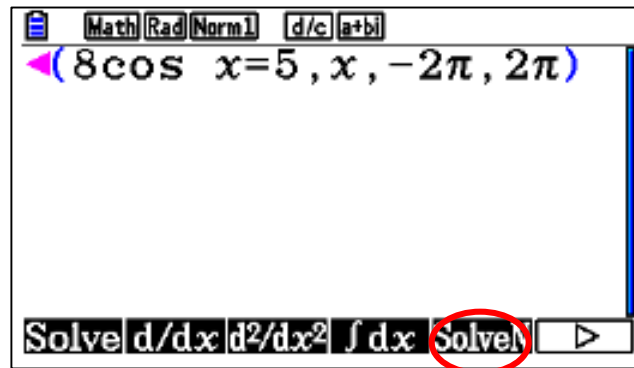 Math Rad Norm1 d/c a+bi
(8cos x=5,x,-2π,2π)
Solve d/dx d²/dx² ∫dx SolveN